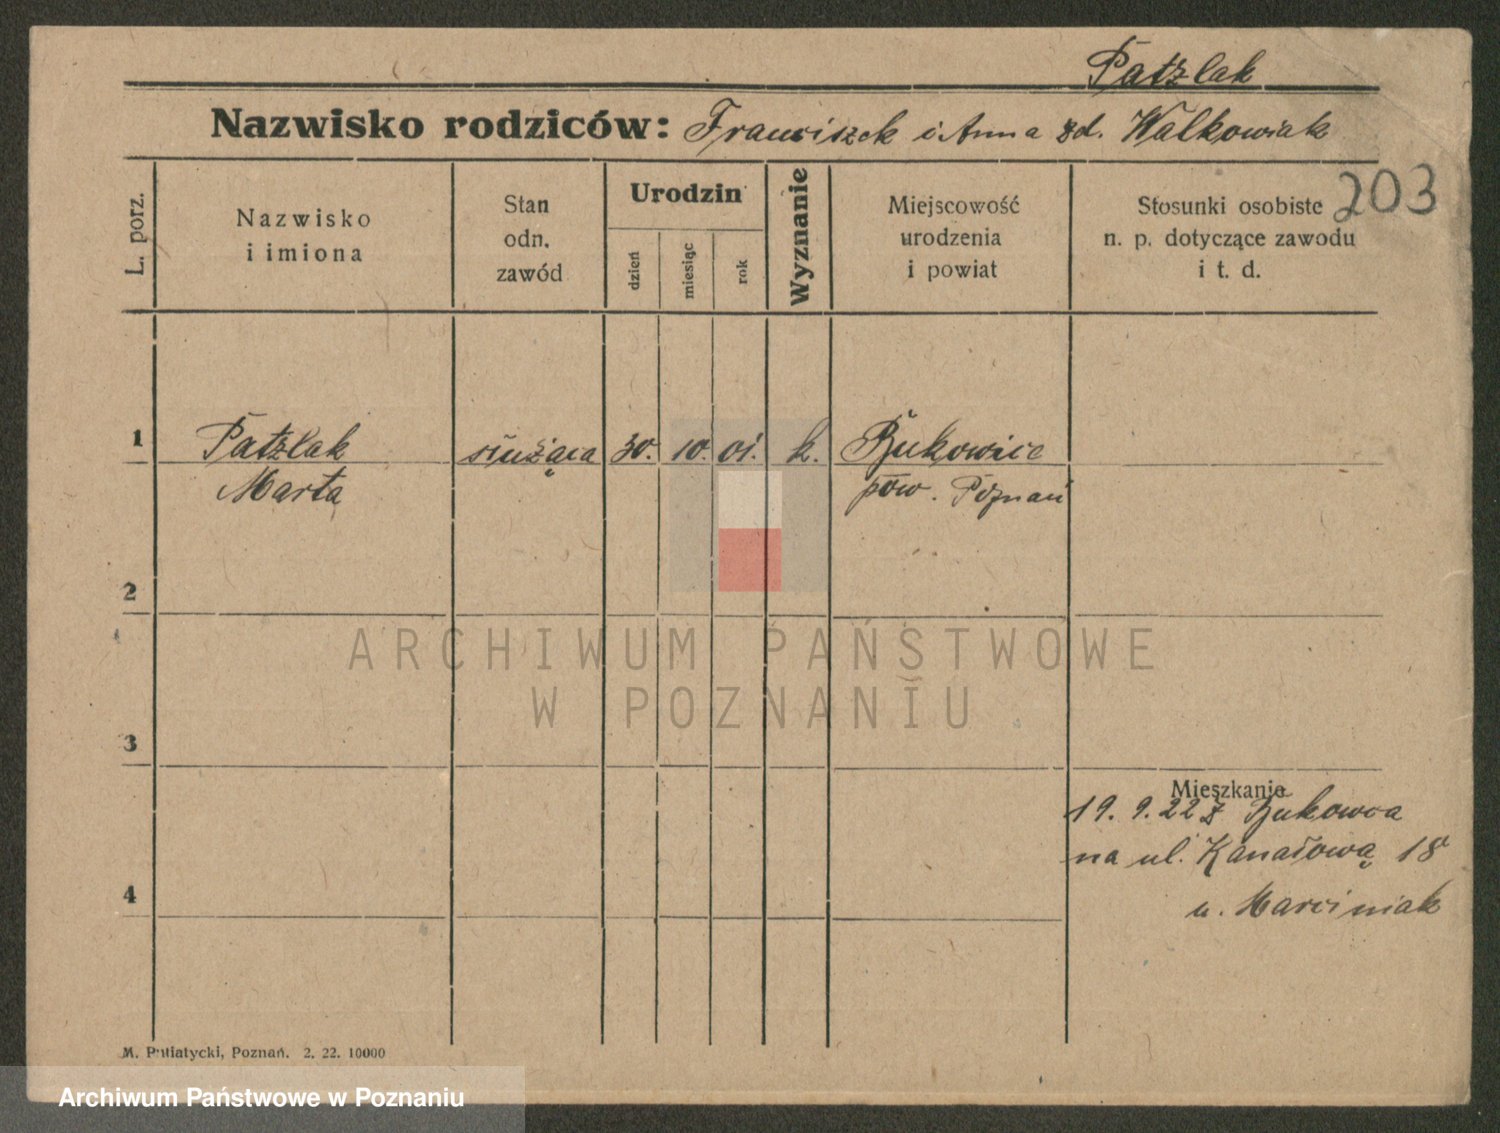 Patzlak
Nazwisko rodziców: Franciszek i Anna zd. Walkowiak
203
L. porz.
Nazwisko
i imiona
Stan
odn.
zawód
Urodzin
dzień
miesiąc
rok
Wyznanie
Miejscowość
urodzenia
i powiat
Stosunki osobiste
n. p. dotyczące zawodu
i t. d.
1 Patzlak służąca 30. 10. 01. k. Bukowice
Marta pow. Poznań
2
3
Mieszkanie
19. 9. 22 z Bukowca
na ul. Kanałową 18
4
u. Marciniak
M. Putiatycki, Poznań. 2. 22. 10000
ARCHIWUM PAŃSTWOWE
W POZNANIU
Archiwum Państwowe w Poznaniu